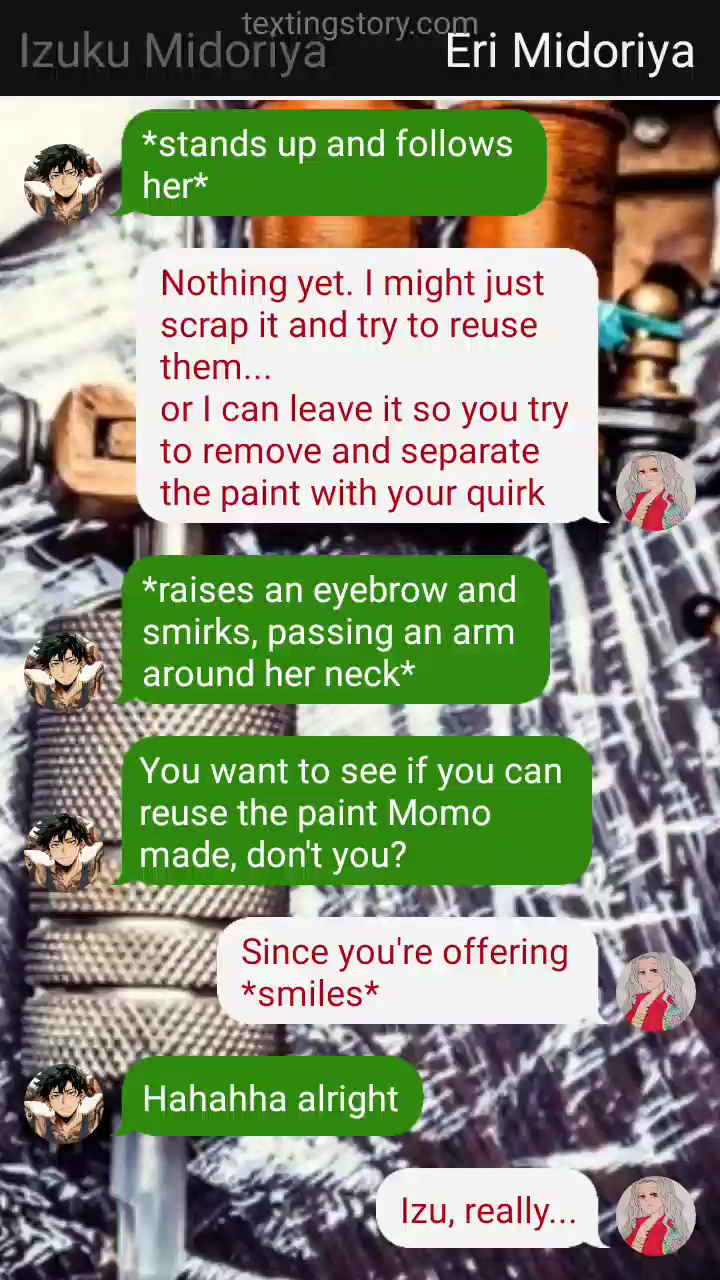 textingstory.com
Izuku Midoriya
Eri Midoriya
*stands up and follows
her*
Nothing yet. I might just
scrap it and try to reuse
them...
or I can leave it so you try
to remove and separate
the paint with your quirk
*raises an eyebrow and
smirks, passing an arm
around her neck*
You want to see if you can
reuse the paint Momo
made, don't you?
Since you're offering
*smiles*
Hahahha alright
Izu, really...